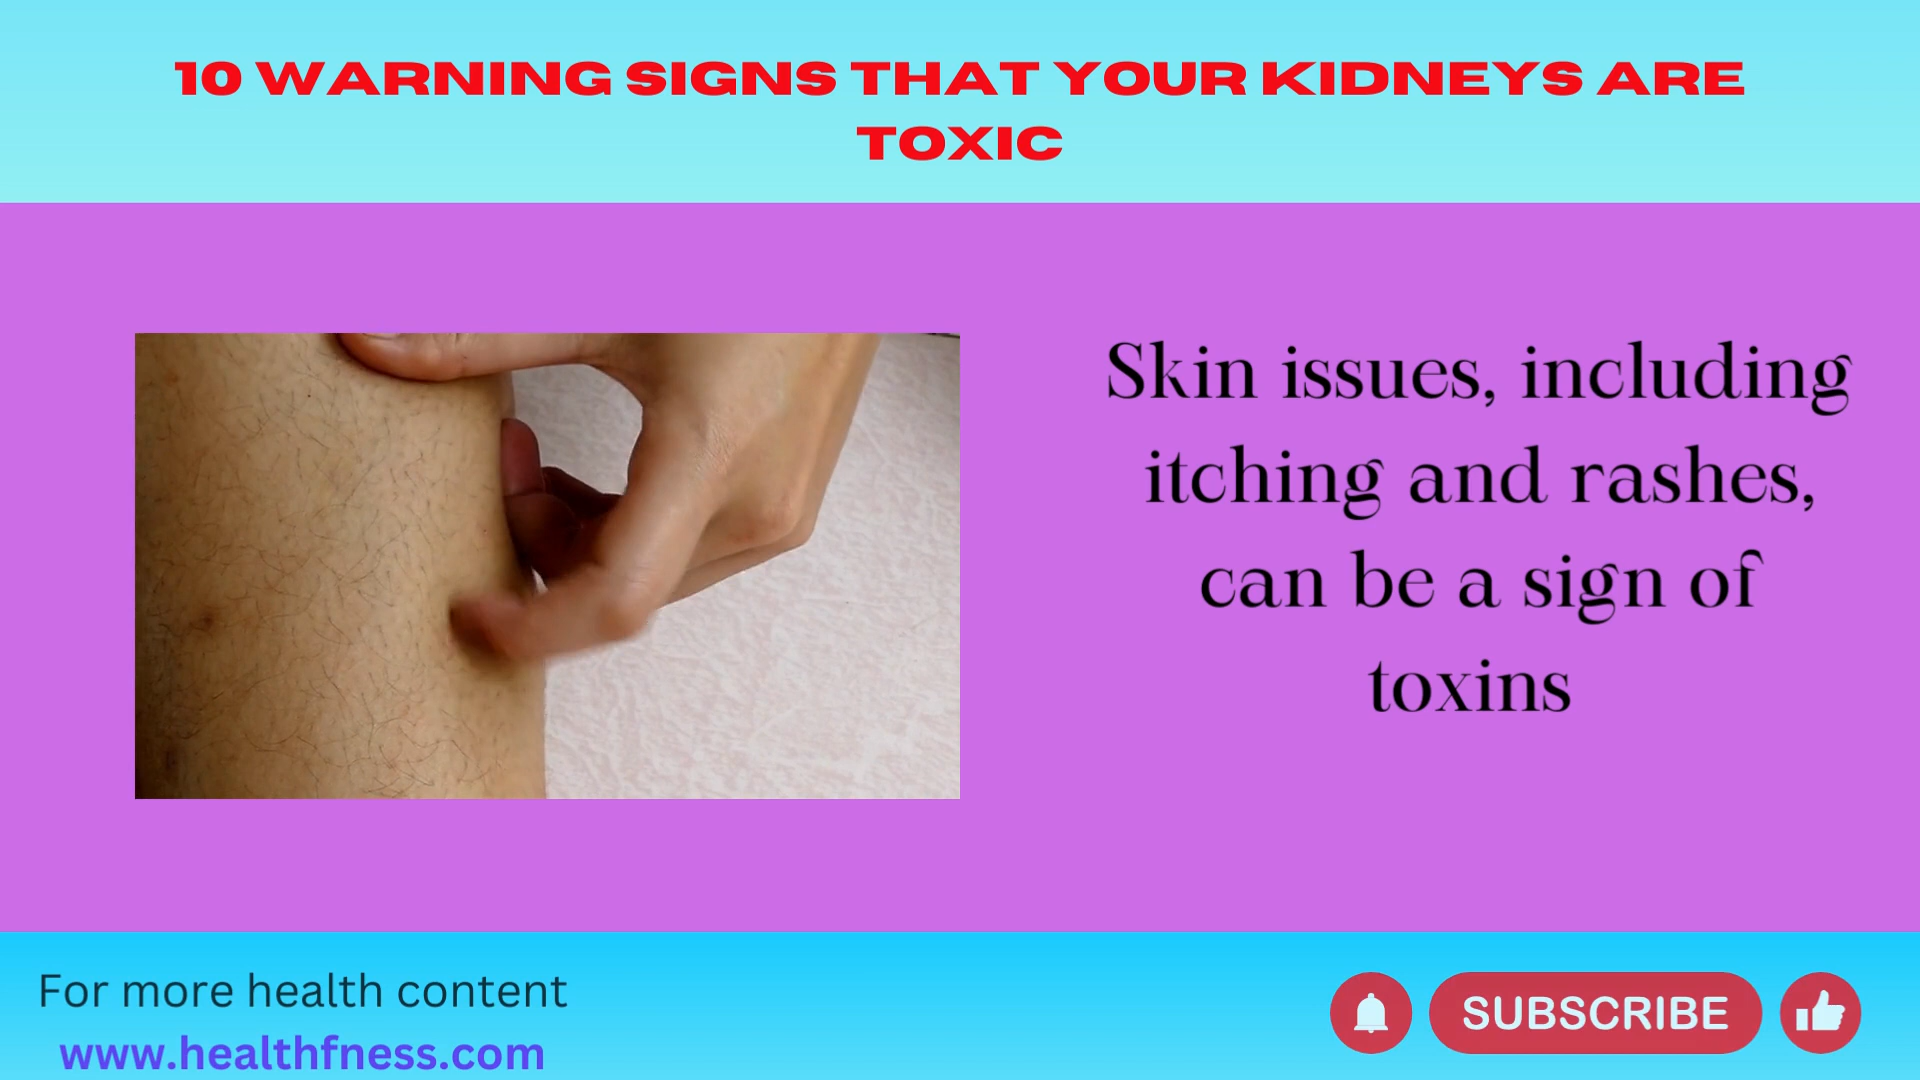 10 WARNING SIGNS THAT YOUR KIDNEYS ARE
TOXIC
Skin issues, including
itching and rashes,
can be a sign of
toxins
For more health content
www.healthfness.com
SUBSCRIBE